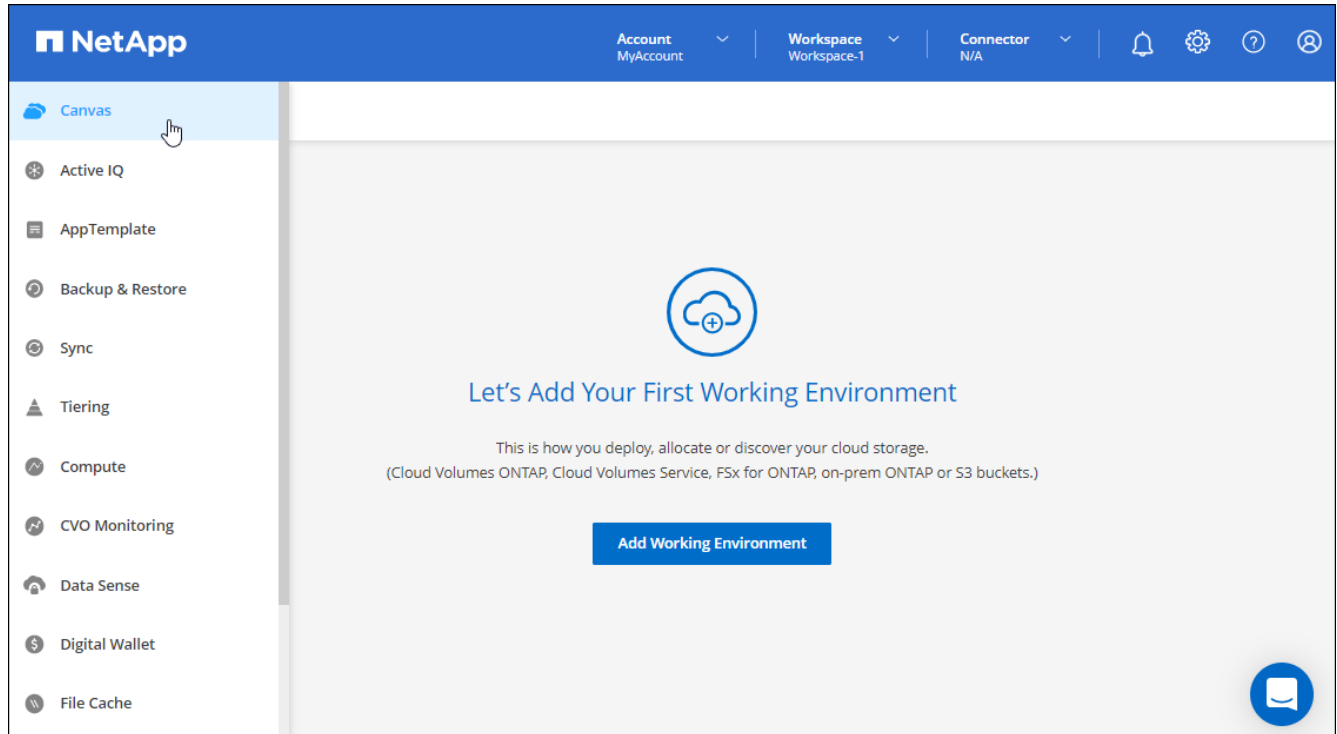 NetApp
Account
MyAccount
Workspace
Workspace-1
Connector
N/A
Canvas
Active IQ
AppTemplate
Backup & Restore
Sync
Tiering
Compute
CVO Monitoring
Data Sense
Digital Wallet
File Cache
Let's Add Your First Working Environment
This is how you deploy, allocate or discover your cloud storage.
(Cloud Volumes ONTAP, Cloud Volumes Service, FSx for ONTAP, on-prem ONTAP or S3 buckets.)
Add Working Environment